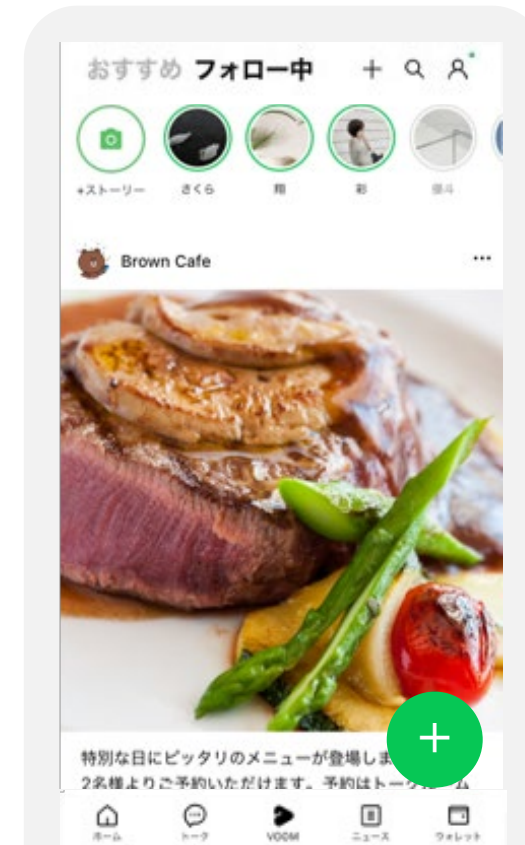 おすすめ フォロー中
+ストーリー さくら 翔 彩 優斗
Brown Cafe
特別な日にピッタリのメニューが登場しま
2名様よりご予約いただけます。予約はトーク
ホーム トーク VOOM ニュース ウォレット